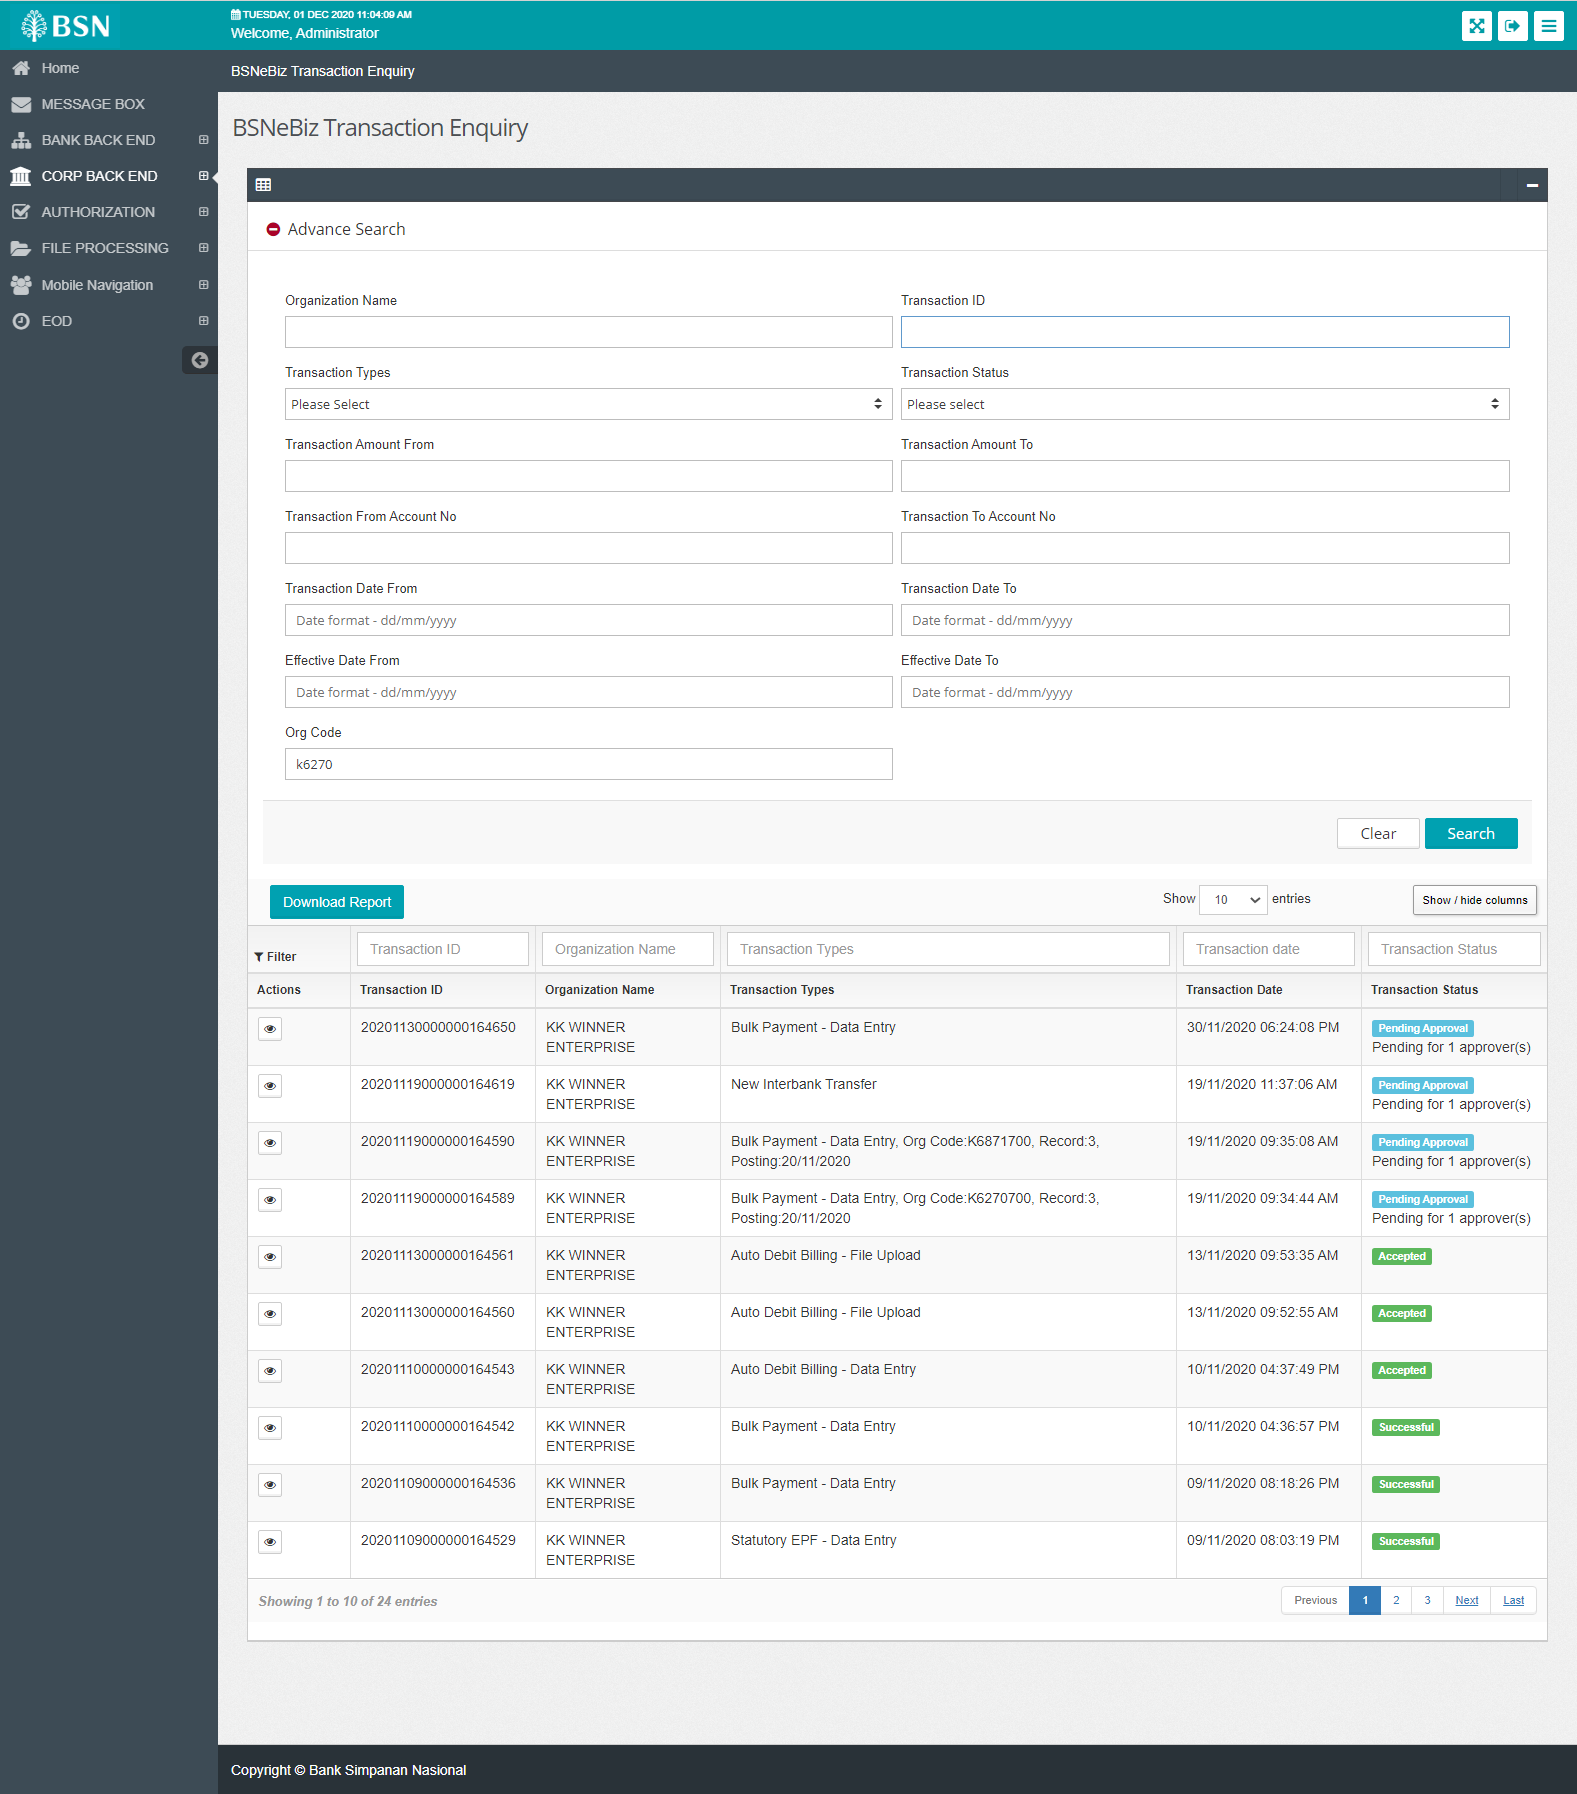 BSN
TUESDAY, 01 DEC 2020 11:04:09 AM
Welcome, Administrator
Home
MESSAGE BOX
BANK BACK END
CORP BACK END
AUTHORIZATION
FILE PROCESSING
Mobile Navigation
EOD
BSNeBiz Transaction Enquiry
BSNeBiz Transaction Enquiry
Advance Search
Organization Name
Transaction ID
Transaction Types
Transaction Status
Please Select
Please select
Transaction Amount From
Transaction Amount To
Transaction From Account No
Transaction To Account No
Transaction Date From
Transaction Date To
Date format - dd/mm/yyyy
Date format - dd/mm/yyyy
Effective Date From
Effective Date To
Date format - dd/mm/yyyy
Date format - dd/mm/yyyy
Org Code
k6270
Clear
Search
Download Report
Show 10 entries
Show / hide columns
Filter
Transaction ID
Organization Name
Transaction Types
Transaction date
Transaction Status
Actions
Transaction ID
Organization Name
Transaction Types
Transaction Date
Transaction Status
20201130000000164650
KK WINNER
ENTERPRISE
Bulk Payment - Data Entry
30/11/2020 06:24:08 PM
Pending Approval
Pending for 1 approver(s)
20201119000000164619
KK WINNER
ENTERPRISE
New Interbank Transfer
19/11/2020 11:37:06 AM
Pending Approval
Pending for 1 approver(s)
20201119000000164590
KK WINNER
ENTERPRISE
Bulk Payment - Data Entry, Org Code:K6871700, Record:3,
Posting:20/11/2020
19/11/2020 09:35:08 AM
Pending Approval
Pending for 1 approver(s)
20201119000000164589
KK WINNER
ENTERPRISE
Bulk Payment - Data Entry, Org Code:K6270700, Record:3,
Posting:20/11/2020
19/11/2020 09:34:44 AM
Pending Approval
Pending for 1 approver(s)
20201113000000164561
KK WINNER
ENTERPRISE
Auto Debit Billing - File Upload
13/11/2020 09:53:35 AM
Accepted
20201113000000164560
KK WINNER
ENTERPRISE
Auto Debit Billing - File Upload
13/11/2020 09:52:55 AM
Accepted
20201110000000164543
KK WINNER
ENTERPRISE
Auto Debit Billing - Data Entry
10/11/2020 04:37:49 PM
Accepted
20201110000000164542
KK WINNER
ENTERPRISE
Bulk Payment - Data Entry
10/11/2020 04:36:57 PM
Successful
20201109000000164536
KK WINNER
ENTERPRISE
Bulk Payment - Data Entry
09/11/2020 08:18:26 PM
Successful
20201109000000164529
KK WINNER
ENTERPRISE
Statutory EPF - Data Entry
09/11/2020 08:03:19 PM
Successful
Showing 1 to 10 of 24 entries
Previous 1 2 3 Next Last
Copyright © Bank Simpanan Nasional